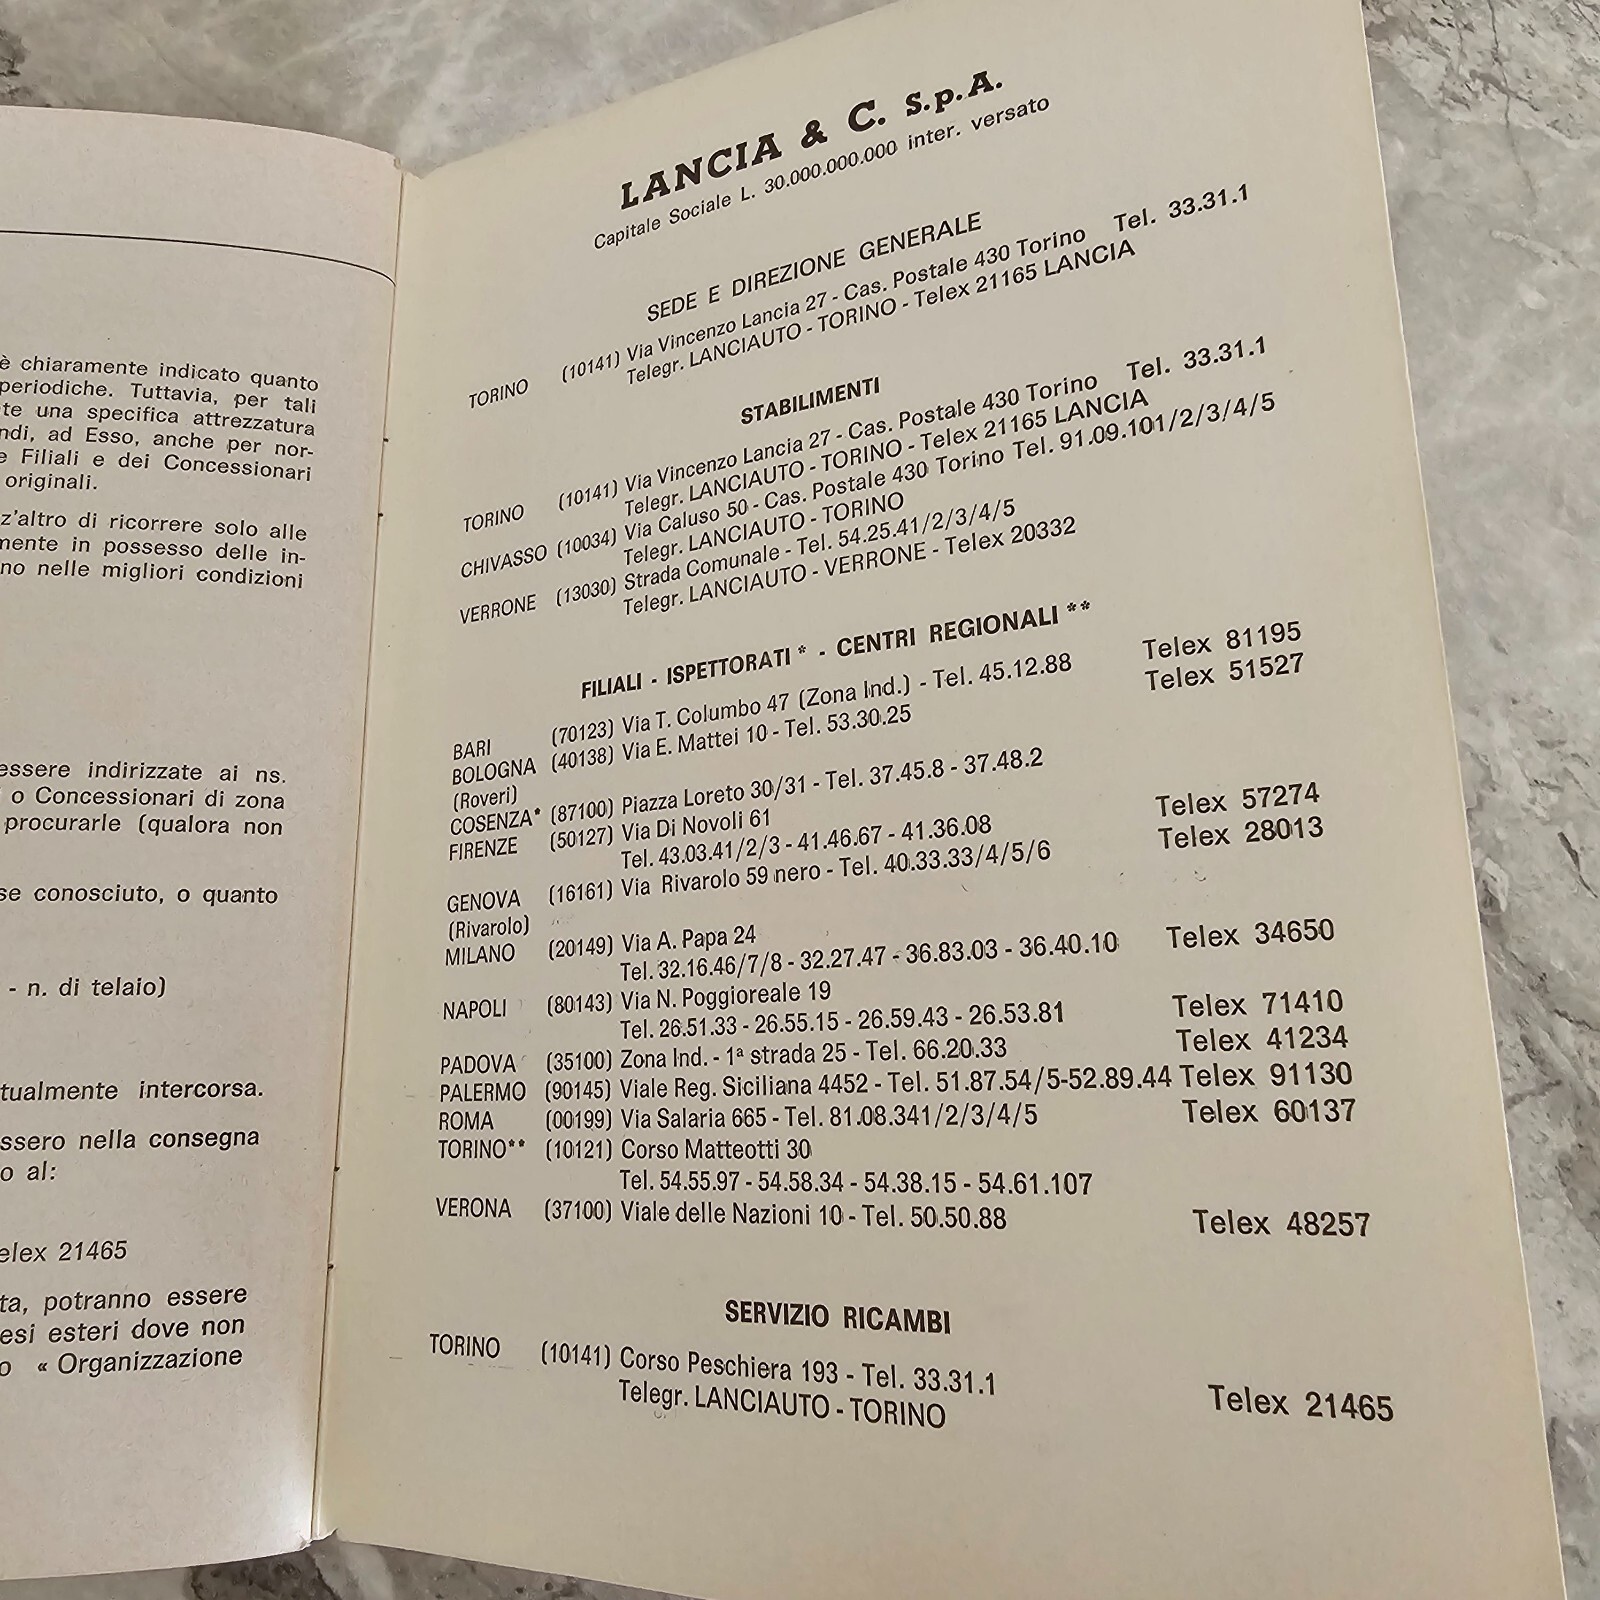 è chiaramente indicato quanto
periodiche. Tuttavia, per tali
te una specifica attrezzatura
ndi, ad Esso, anche per nor-
e Filiali e dei Concessionari
originali.
z'altro di ricorrere solo alle
mente in possesso delle in-
no nelle migliori condizioni
essere indirizzate ai ns.
o Concessionari di zona
procurarle (qualora non
se conosciuto, o quanto
- n. di telaio)
tualmente intercorsa.
ssero nella consegna
o al:
elex 21465
ta, potranno essere
esi esteri dove non
o « Organizzazione
LANCIA & C. S.p.A.
Capitale Sociale L. 30.000.000.000 inter. versato
SEDE E DIREZIONE GENERALE
TORINO (10141) Via Vincenzo Lancia 27 - Cas. Postale 430 Torino Tel. 33.31.1
Telegr. LANCIAUTO - TORINO - Telex 21165 LANCIA
STABILIMENTI
TORINO (10141) Via Vincenzo Lancia 27 - Cas. Postale 430 Torino Tel. 33.31.1
Telegr. LANCIAUTO - TORINO - Telex 21165 LANCIA
CHIVASSO (10034) Via Caluso 50 - Cas. Postale 430 Torino Tel. 91.09.101/2/3/4/5
Telegr. LANCIAUTO - TORINO
VERRONE (13030) Strada Comunale - Tel. 54.25.41/2/3/4/5
Telegr. LANCIAUTO - VERRONE - Telex 20332
FILIALI - ISPETTORATI* - CENTRI REGIONALI**
BARI (70123) Via T. Columbo 47 (Zona Ind.) - Tel. 45.12.88 Telex 81195
BOLOGNA (40138) Via E. Mattei 10 - Tel. 53.30.25 Telex 51527
(Roveri)
COSENZA* (87100) Piazza Loreto 30/31 - Tel. 37.45.8 - 37.48.2
FIRENZE (50127) Via Di Novoli 61
Tel. 43.03.41/2/3 - 41.46.67 - 41.36.08 Telex 57274
GENOVA (16161) Via Rivarolo 59 nero - Tel. 40.33.33/4/5/6 Telex 28013
(Rivarolo)
MILANO (20149) Via A. Papa 24
Tel. 32.16.46/7/8 - 32.27.47 - 36.83.03 - 36.40.10 Telex 34650
NAPOLI (80143) Via N. Poggioreale 19
Tel. 26.51.33 - 26.55.15 - 26.59.43 - 26.53.81 Telex 71410
PADOVA (35100) Zona Ind. - 1ª strada 25 - Tel. 66.20.33 Telex 41234
PALERMO (90145) Viale Reg. Siciliana 4452 - Tel. 51.87.54/5-52.89.44 Telex 91130
ROMA (00199) Via Salaria 665 - Tel. 81.08.341/2/3/4/5 Telex 60137
TORINO** (10121) Corso Matteotti 30
Tel. 54.55.97 - 54.58.34 - 54.38.15 - 54.61.107
VERONA (37100) Viale delle Nazioni 10 - Tel. 50.50.88 Telex 48257
SERVIZIO RICAMBI
TORINO (10141) Corso Peschiera 193 - Tel. 33.31.1
Telegr. LANCIAUTO - TORINO Telex 21465